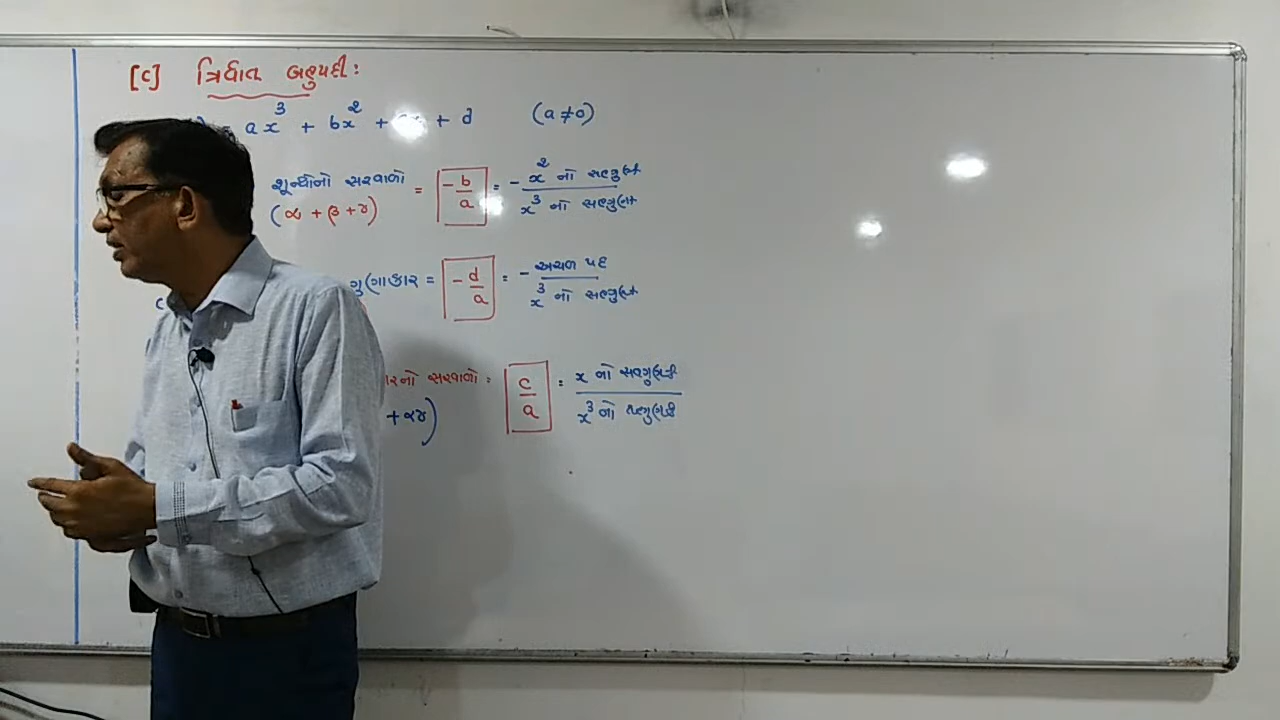 [c] ત્રિઘાત બહુપદી:
ax³ + bx² + + d (a ≠ 0)
શૂન્યોનો સરવાળો = -b/a = - x² નો સહગુણક / x³ નો સહગુણક
(α + β + γ)
ગુણાકાર = -d/a = - અચળ પદ / x³ નો સહગુણક
સરવાળો = c/a = x નો સહગુણક / x³ નો સહગુણક
+ αγ)